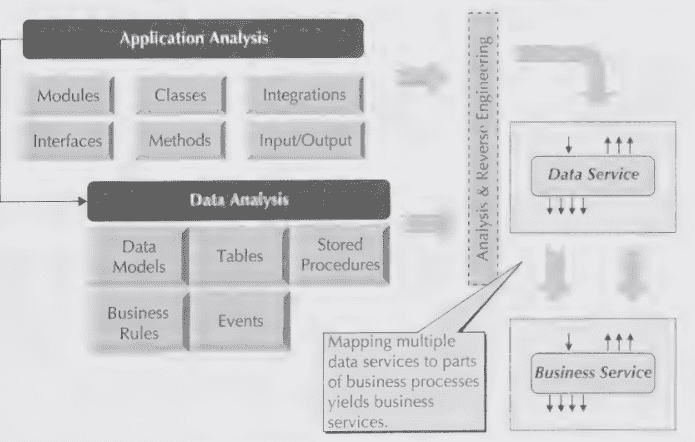 Application Analysis
Modules
Classes
Integrations
Interfaces
Methods
Input/Output
Data Analysis
Data
Models
Tables
Stored
Procedures
Business
Rules
Events
Analysis & Reverse Engineering
Data Service
Mapping multiple
data services to parts
of business processes
yields business
services.
Business Service